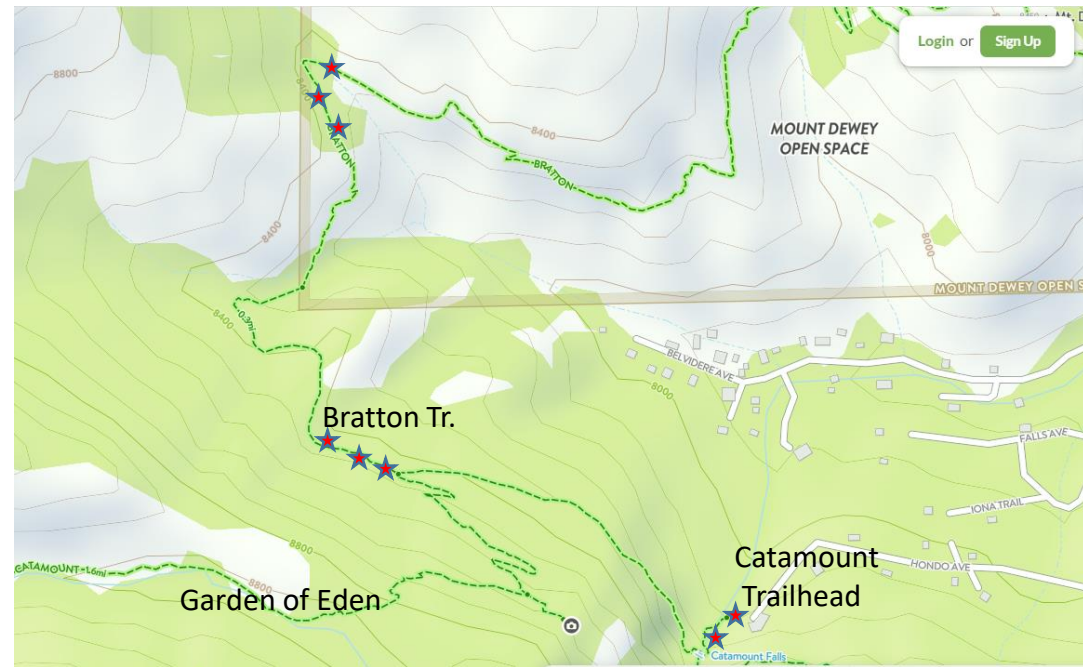 Login or Sign Up
8800
8400
BRATTON
8400
BRATTON
MOUNT DEWEY
OPEN SPACE
8400
8000
MOUNT DEWEY OPEN S
8400
0.3mi
BELVIDERE AVE
8000
Bratton Tr.
FALLS AVE
IONA TRAIL
8800
Catamount
Trailhead
HONDO AVE
CATAMOUNT - 1.6mi
8800
Garden of Eden
Catamount Falls